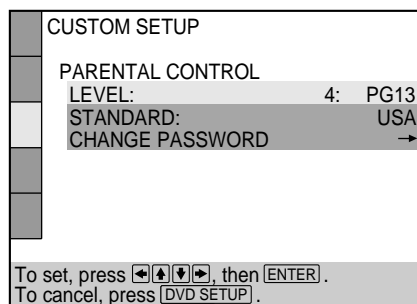 CUSTOM SETUP
PARENTAL CONTROL
LEVEL: 4: PG13
STANDARD: USA
CHANGE PASSWORD →
To set, press ←↑↓→, then ENTER.
To cancel, press DVD SETUP.